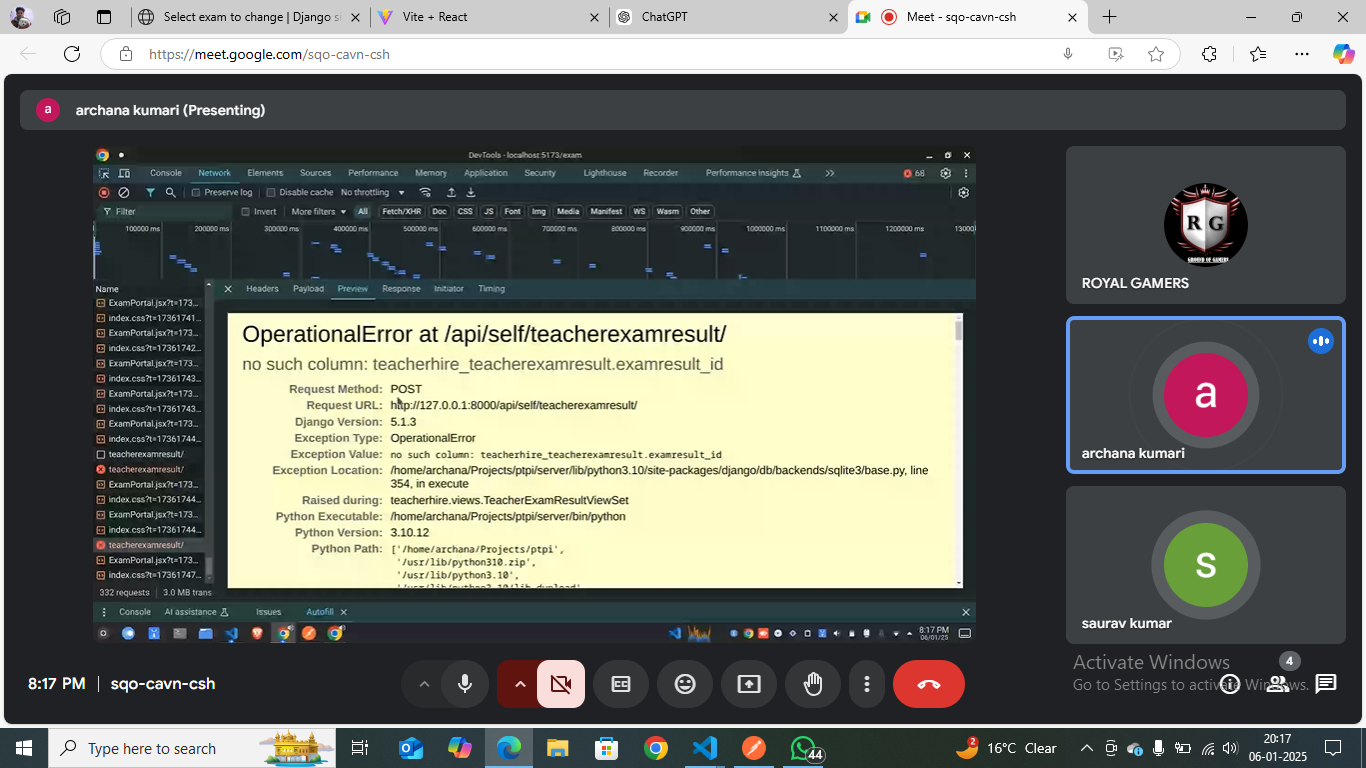 Select exam to change | Django si
Vite + React
ChatGPT
Meet - sqo-cavn-csh
https://meet.google.com/sqo-cavn-csh
a
archana kumari (Presenting)
DevTools - localhost:5173/exam
Console Network Elements Sources Performance Memory Application Security Lighthouse Recorder Performance insights 68
Preserve log Disable cache No throttling
Filter Invert More filters All Fetch/XHR Doc CSS JS Font Img Media Manifest WS Wasm Other
100000 ms 200000 ms 300000 ms 400000 ms 500000 ms 600000 ms 700000 ms 800000 ms 900000 ms 1000000 ms 1100000 ms 1200000 ms 13000
Name
Headers Payload Preview Response Initiator Timing
ExamPortal.jsx?t=173...
index.css?t=17361741...
ExamPortal.jsx?t=173...
index.css?t=17361742...
ExamPortal.jsx?t=173...
index.css?t=17361743...
ExamPortal.jsx?t=173...
index.css?t=17361743...
ExamPortal.jsx?t=173...
index.css?t=17361744...
teacherexamresult/
teacherexamresult/
ExamPortal.jsx?t=173...
index.css?t=17361744...
ExamPortal.jsx?t=173...
index.css?t=17361744...
teacherexamresult/
ExamPortal.jsx?t=173...
index.css?t=17361747...
332 requests 3.0 MB trans
OperationalError at /api/self/teacherexamresult/
no such column: teacherhire_teacherexamresult.examresult_id
Request Method: POST
Request URL: http://127.0.0.1:8000/api/self/teacherexamresult/
Django Version: 5.1.3
Exception Type: OperationalError
Exception Value: no such column: teacherhire_teacherexamresult.examresult_id
Exception Location: /home/archana/Projects/ptpi/server/lib/python3.10/site-packages/django/db/backends/sqlite3/base.py, line
354, in execute
Raised during: teacherhire.views.TeacherExamResultViewSet
Python Executable: /home/archana/Projects/ptpi/server/bin/python
Python Version: 3.10.12
Python Path: ['/home/archana/Projects/ptpi',
'/usr/lib/python310.zip',
'/usr/lib/python3.10',
'/usr/lib/python3.10/lib-dynload',
Console AI assistance Issues Autofill
8:17 PM
06/01/25
RG
GROUND OF GAMERS
ROYAL GAMERS
a
archana kumari
s
saurav kumar
Activate Windows
Go to Settings to activate Windows.
4
8:17 PM | sqo-cavn-csh
Type here to search
44
2
16°C Clear
20:17
06-01-2025